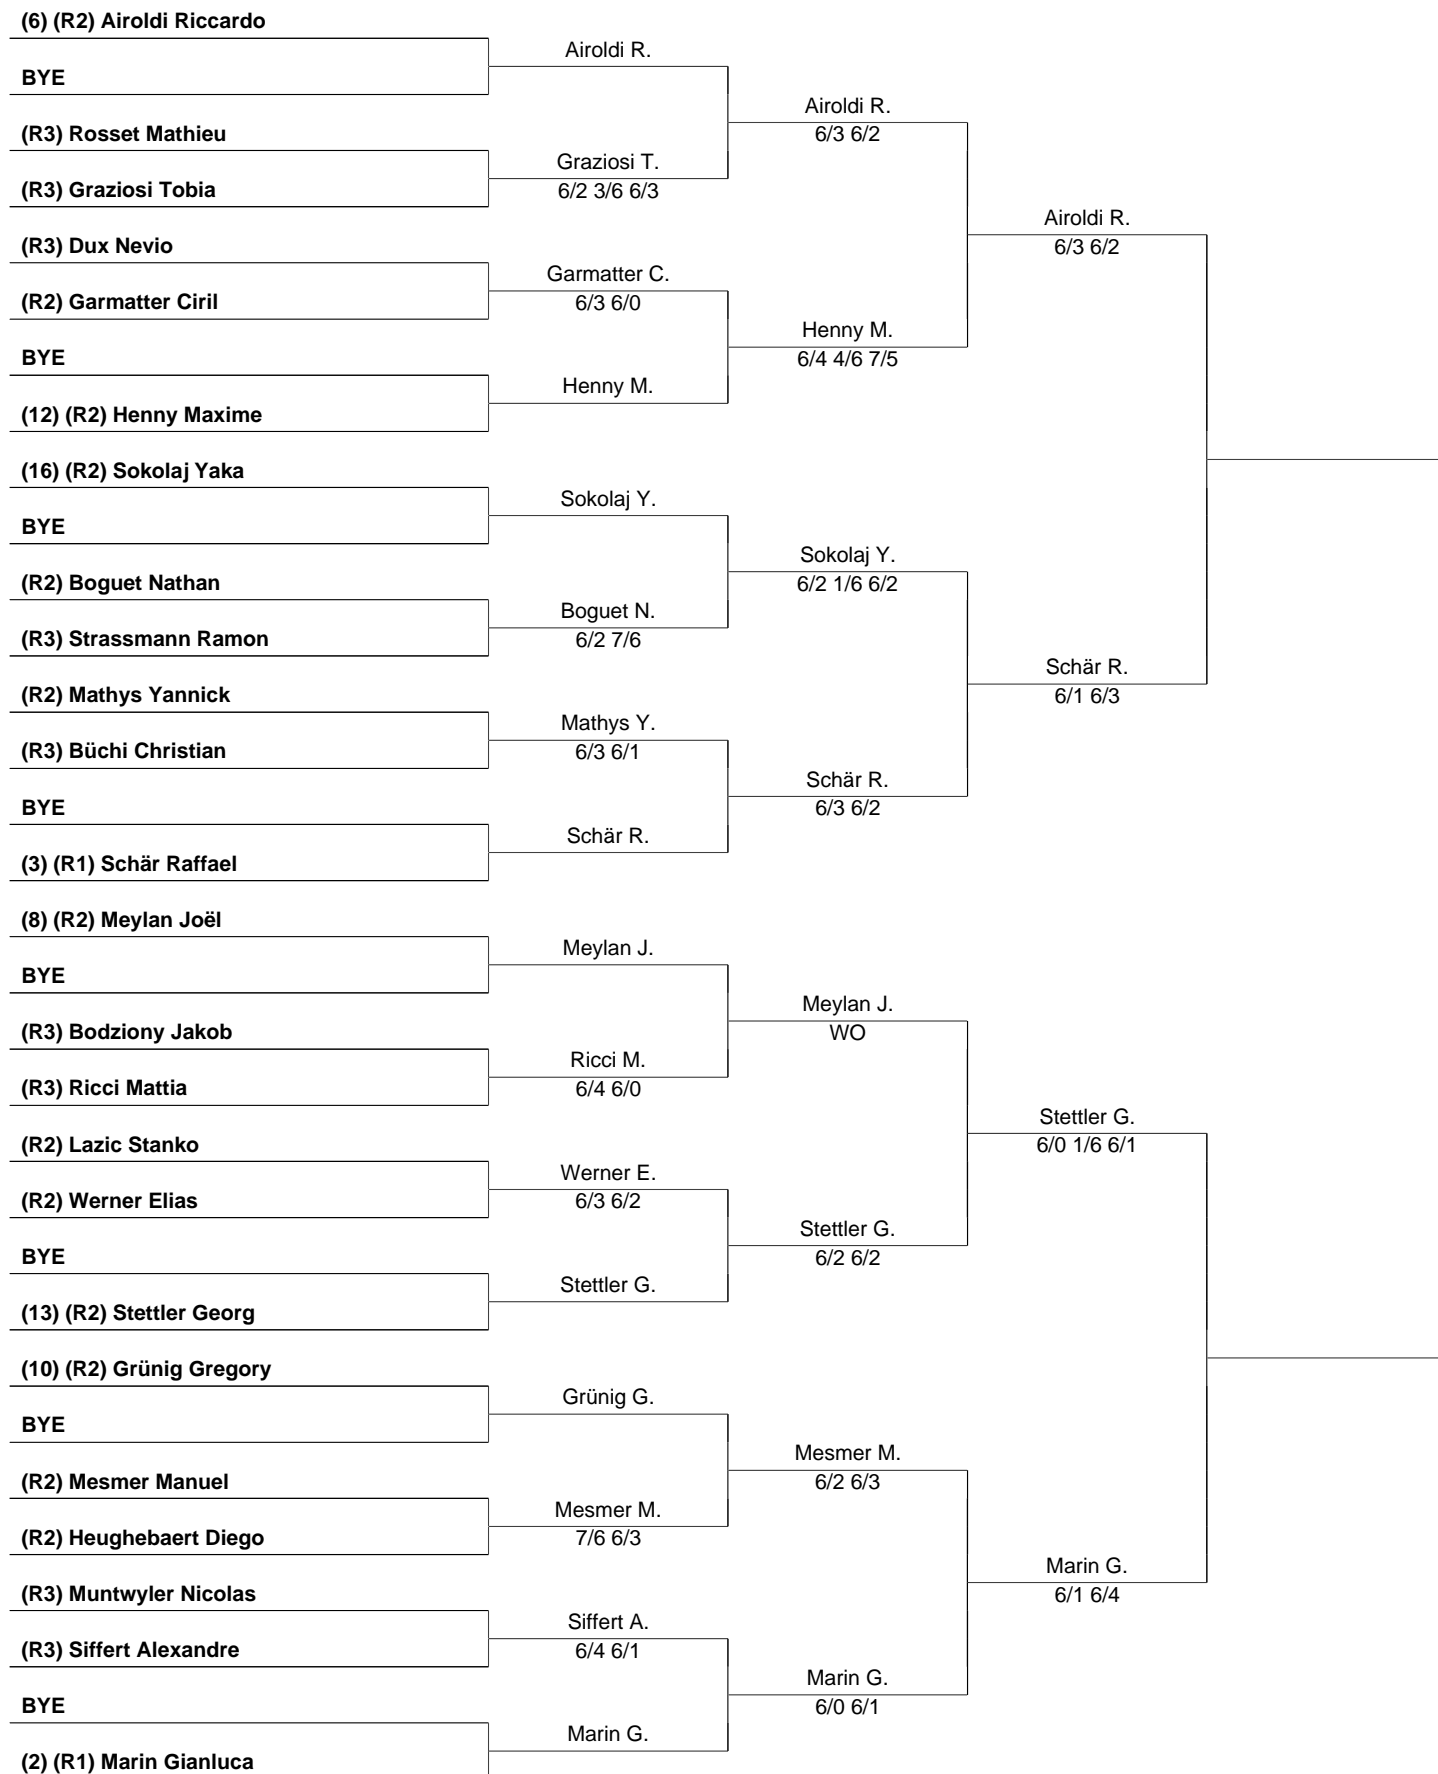 (6) (R2) Airoldi Riccardo
Airoldi R.
BYE
Airoldi R.
(R3) Rosset Mathieu
6/3 6/2
Graziosi T.
(R3) Graziosi Tobia
6/2 3/6 6/3
Airoldi R.
(R3) Dux Nevio
6/3 6/2
Garmatter C.
(R2) Garmatter Ciril
6/3 6/0
Henny M.
BYE
6/4 4/6 7/5
Henny M.
(12) (R2) Henny Maxime
(16) (R2) Sokolaj Yaka
Sokolaj Y.
BYE
Sokolaj Y.
(R2) Boguet Nathan
6/2 1/6 6/2
Boguet N.
(R3) Strassmann Ramon
6/2 7/6
Schär R.
(R2) Mathys Yannick
6/1 6/3
Mathys Y.
(R3) Büchi Christian
6/3 6/1
Schär R.
BYE
6/3 6/2
Schär R.
(3) (R1) Schär Raffael
(8) (R2) Meylan Joël
Meylan J.
BYE
Meylan J.
(R3) Bodziony Jakob
WO
Ricci M.
(R3) Ricci Mattia
6/4 6/0
Stettler G.
(R2) Lazic Stanko
6/0 1/6 6/1
Werner E.
(R2) Werner Elias
6/3 6/2
Stettler G.
BYE
6/2 6/2
Stettler G.
(13) (R2) Stettler Georg
(10) (R2) Grünig Gregory
Grünig G.
BYE
Mesmer M.
(R2) Mesmer Manuel
6/2 6/3
Mesmer M.
(R2) Heughebaert Diego
7/6 6/3
Marin G.
(R3) Muntwyler Nicolas
6/1 6/4
Siffert A.
(R3) Siffert Alexandre
6/4 6/1
Marin G.
BYE
6/0 6/1
Marin G.
(2) (R1) Marin Gianluca